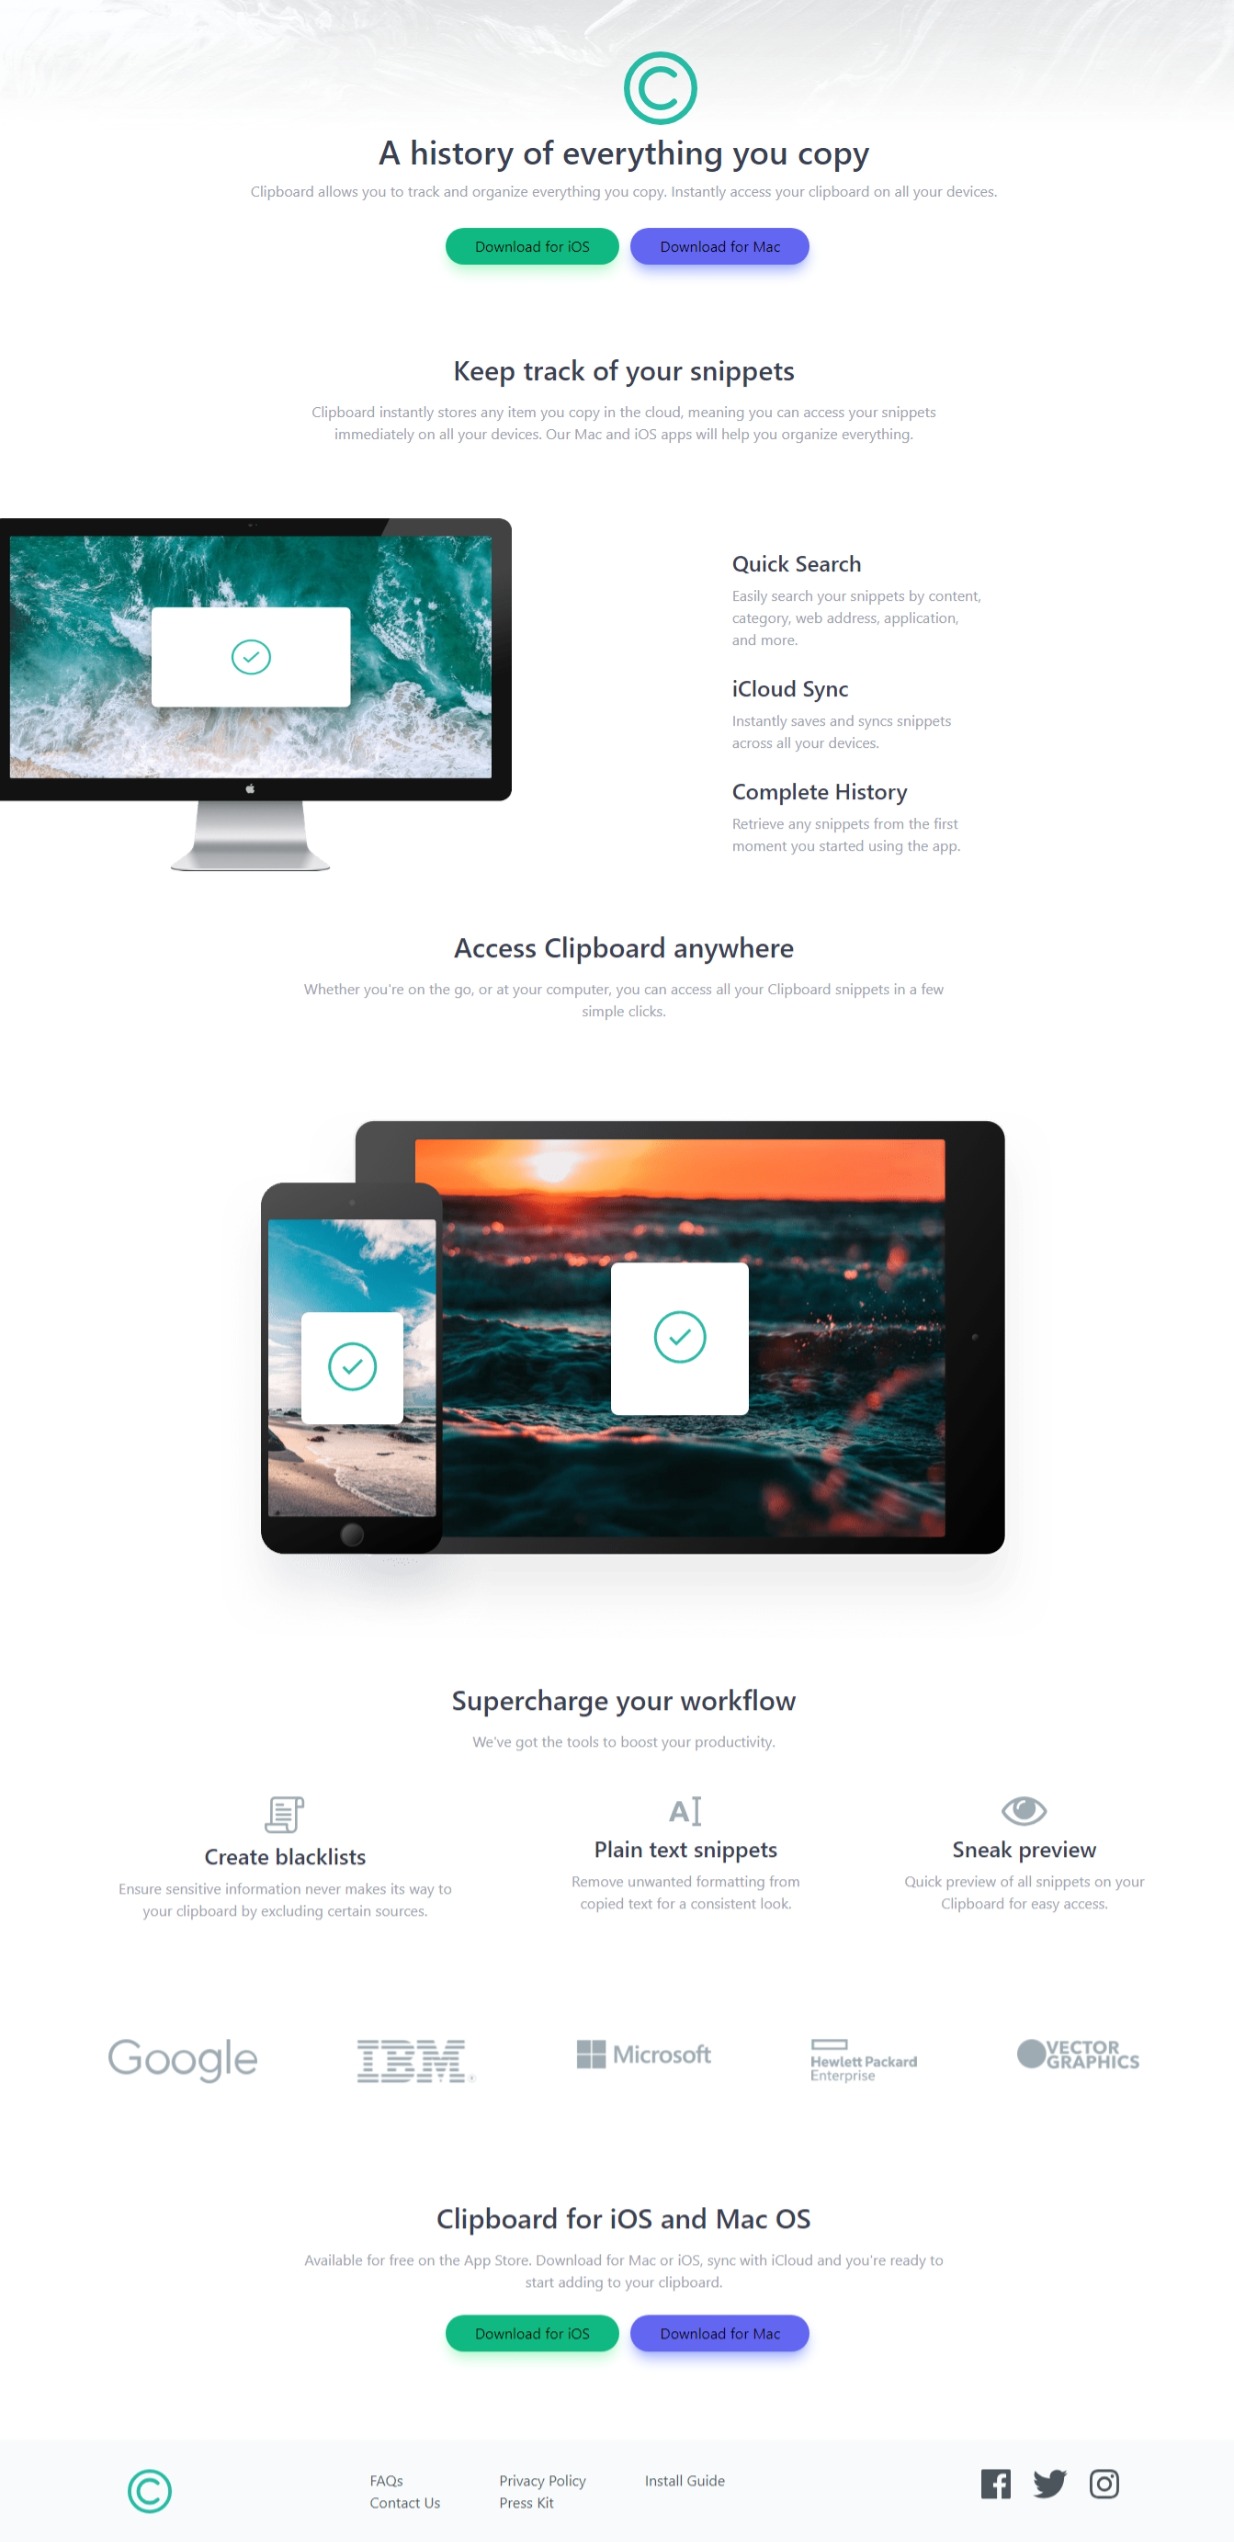 A history of everything you copy
Clipboard allows you to track and organize everything you copy. Instantly access your clipboard on all your devices.
Download for iOS
Download for Mac
Keep track of your snippets
Clipboard instantly stores any item you copy in the cloud, meaning you can access your snippets
immediately on all your devices. Our Mac and iOS apps will help you organize everything.
Quick Search
Easily search your snippets by content,
category, web address, application,
and more.
iCloud Sync
Instantly saves and syncs snippets
across all your devices.
Complete History
Retrieve any snippets from the first
moment you started using the app.
Access Clipboard anywhere
Whether you're on the go, or at your computer, you can access all your Clipboard snippets in a few
simple clicks.
Supercharge your workflow
We've got the tools to boost your productivity.
A
Create blacklists
Ensure sensitive information never makes its way to
your clipboard by excluding certain sources.
Plain text snippets
Remove unwanted formatting from
copied text for a consistent look.
Sneak preview
Quick preview of all snippets on your
Clipboard for easy access.
Google
IBM®
Microsoft
Hewlett Packard
Enterprise
VECTOR
GRAPHICS
Clipboard for iOS and Mac OS
Available for free on the App Store. Download for Mac or iOS, sync with iCloud and you're ready to
start adding to your clipboard.
Download for iOS
Download for Mac
FAQs
Contact Us
Privacy Policy
Press Kit
Install Guide